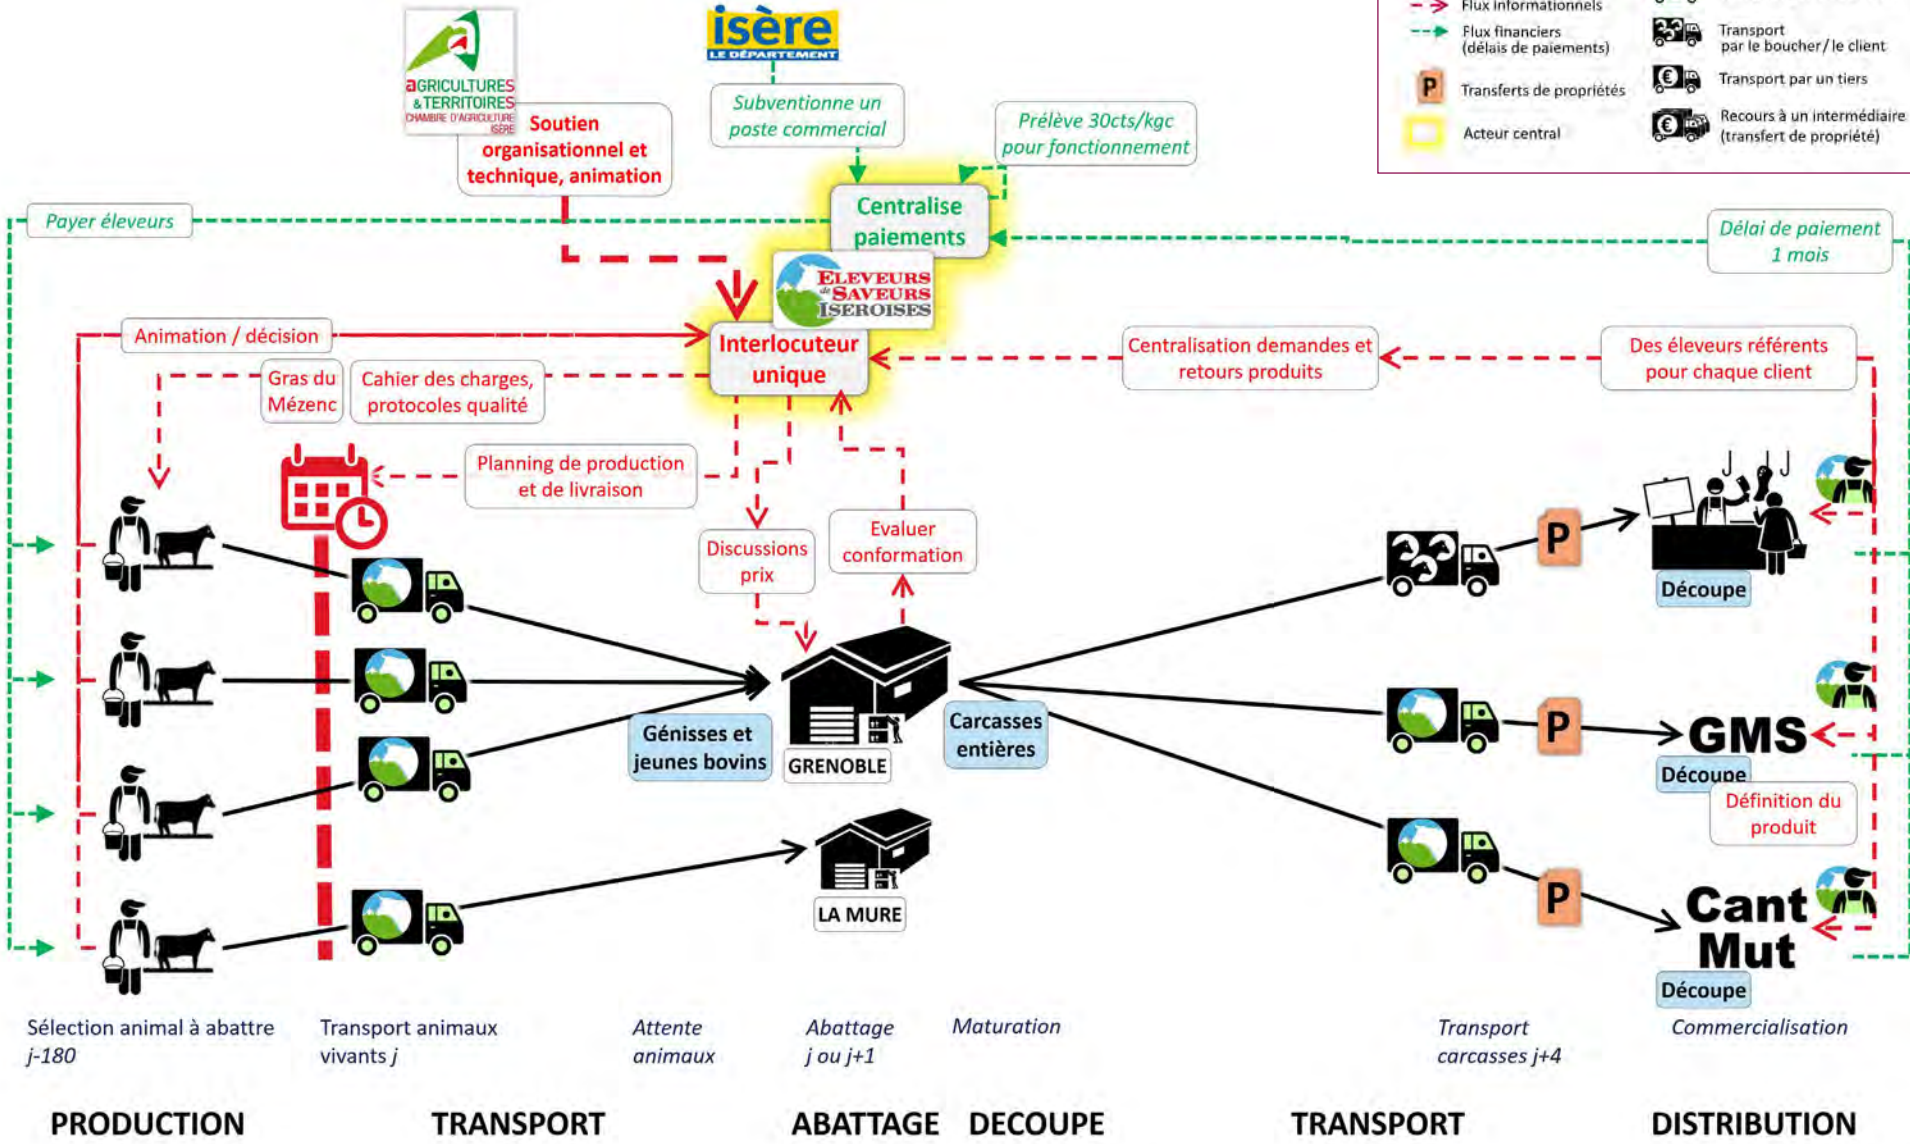 aGRICULTURES
& TERRITOIRES
CHAMBRE D'AGRICULTURE
ISÈRE
isère
LE DÉPARTEMENT
Flux informationnels
Flux financiers
(délais de paiements)
P
Transferts de propriétés
Acteur central
Transport
par le boucher/le client
€
Transport par un tiers
€
Recours à un intermédiaire
(transfert de propriété)
Soutien
organisationnel et
technique, animation
Subventionne un
poste commercial
Prélève 30cts/kgc
pour fonctionnement
Payer éleveurs
Centralise
paiements
Délai de paiement
1 mois
ELEVEURS
de SAVEURS
ISEROISES
Animation / décision
Interlocuteur
unique
Centralisation demandes et
retours produits
Des éleveurs référents
pour chaque client
Gras du
Mézenc
Cahier des charges,
protocoles qualité
Planning de production
et de livraison
Discussions
prix
Evaluer
conformation
P
Découpe
Génisses et
jeunes bovins
GRENOBLE
Carcasses
entières
P
GMS
Découpe
Définition du
produit
LA MURE
P
Cant
Mut
Découpe
Sélection animal à abattre
j-180
Transport animaux
vivants j
Attente
animaux
Abattage
j ou j+1
Maturation
Transport
carcasses j+4
Commercialisation
PRODUCTION
TRANSPORT
ABATTAGE
DECOUPE
TRANSPORT
DISTRIBUTION